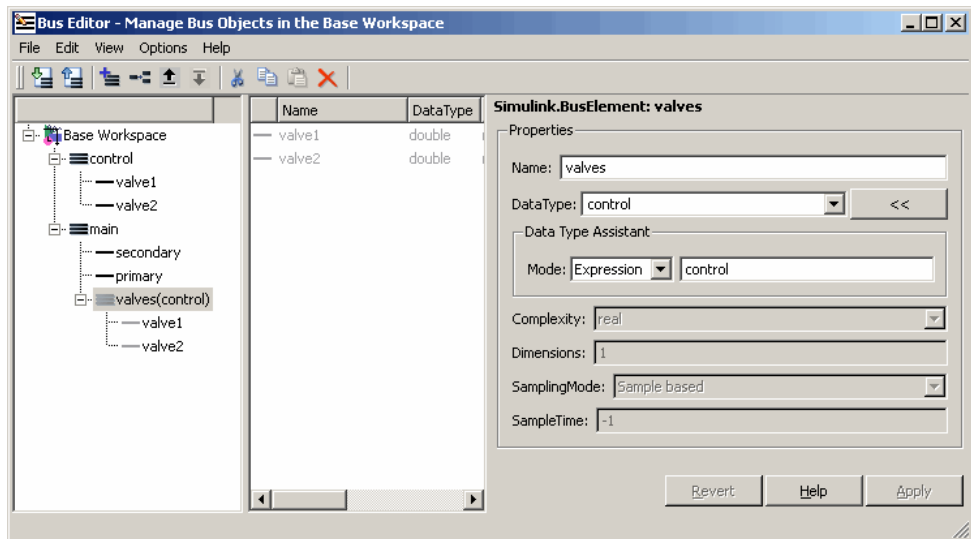 Bus Editor - Manage Bus Objects in the Base Workspace
File Edit View Options Help
Base Workspace
control
valve1
valve2
main
secondary
primary
valves(control)
valve1
valve2
Name DataType
valve1 double
valve2 double
Simulink.BusElement: valves
Properties
Name: valves
DataType: control <<
Data Type Assistant
Mode: Expression control
Complexity: real
Dimensions: 1
SamplingMode: Sample based
SampleTime: -1
Revert Help Apply